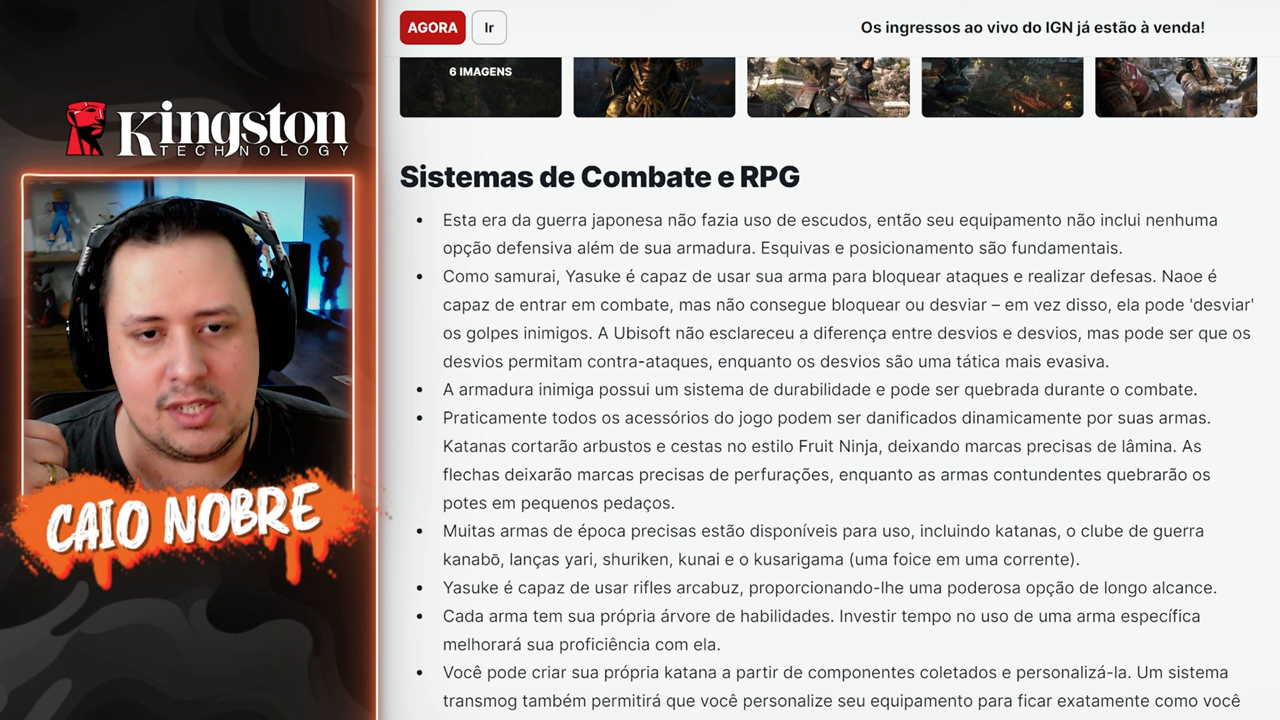 Kingston
TECHNOLOGY
CAIO NOBRE
AGORA
Ir
Os ingressos ao vivo do IGN já estão à venda!
6 IMAGENS
Sistemas de Combate e RPG
• Esta era da guerra japonesa não fazia uso de escudos, então seu equipamento não inclui nenhuma
opção defensiva além de sua armadura. Esquivas e posicionamento são fundamentais.
• Como samurai, Yasuke é capaz de usar sua arma para bloquear ataques e realizar defesas. Naoe é
capaz de entrar em combate, mas não consegue bloquear ou desviar – em vez disso, ela pode 'desviar'
os golpes inimigos. A Ubisoft não esclareceu a diferença entre desvios e desvios, mas pode ser que os
desvios permitam contra-ataques, enquanto os desvios são uma tática mais evasiva.
• A armadura inimiga possui um sistema de durabilidade e pode ser quebrada durante o combate.
• Praticamente todos os acessórios do jogo podem ser danificados dinamicamente por suas armas.
Katanas cortarão arbustos e cestas no estilo Fruit Ninja, deixando marcas precisas de lâmina. As
flechas deixarão marcas precisas de perfurações, enquanto as armas contundentes quebrarão os
potes em pequenos pedaços.
• Muitas armas de época precisas estão disponíveis para uso, incluindo katanas, o clube de guerra
kanabō, lanças yari, shuriken, kunai e o kusarigama (uma foice em uma corrente).
• Yasuke é capaz de usar rifles arcabuz, proporcionando-lhe uma poderosa opção de longo alcance.
• Cada arma tem sua própria árvore de habilidades. Investir tempo no uso de uma arma específica
melhorará sua proficiência com ela.
• Você pode criar sua própria katana a partir de componentes coletados e personalizá-la. Um sistema
transmog também permitirá que você personalize seu equipamento para ficar exatamente como você